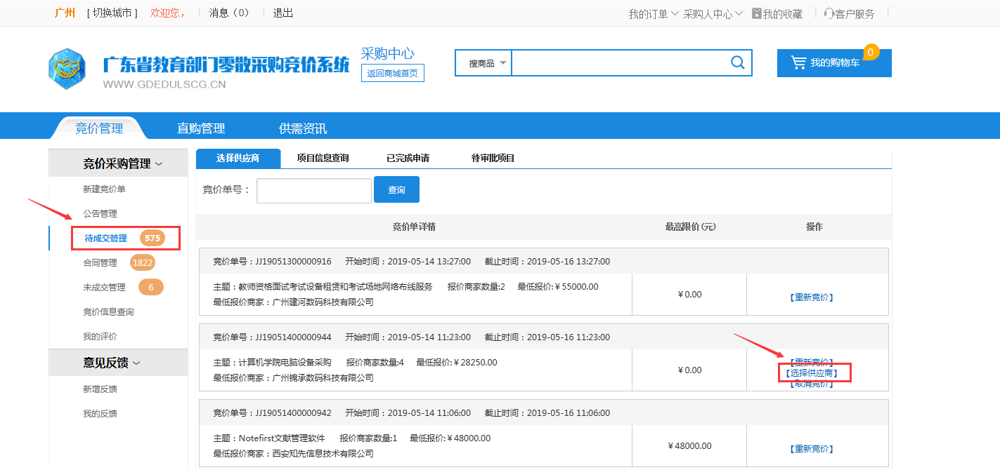 广州 [ 切换城市 ] 欢迎您， 消息（0） 退出 我的订单 采购人中心 我的收藏 客户服务
广东省教育部门零散采购竞价系统
WWW.GDEDULSCG.CN
采购中心
返回商城首页
搜商品
我的购物车 0
竞价管理 直购管理 供需资讯
竞价采购管理
新建竞价单
公告管理
待成交管理 575
合同管理 1822
未成交管理 6
竞价信息查询
我的评价
意见反馈
新增反馈
我的反馈
选择供应商 项目信息查询 已完成申请 待审批项目
竞价单号： 查询
竞价单详情 最高限价(元) 操作
竞价单号：JJ19051300000916 开始时间：2019-05-14 13:27:00 截止时间：2019-05-16 13:27:00
主题：教师资格面试考试设备租赁和考试场地网络布线服务 报价商家数量:2 最低报价:￥55000.00
最低报价商家：广州建河数码科技有限公司
￥0.00
【重新竞价】
竞价单号：JJ19051400000944 开始时间：2019-05-14 11:23:00 截止时间：2019-05-16 11:23:00
主题：计算机学院电脑设备采购 报价商家数量:4 最低报价:￥28250.00
最低报价商家：广州锦承数码科技有限公司
￥0.00
【重新竞价】
【选择供应商】
【取消竞价】
竞价单号：JJ19051400000942 开始时间：2019-05-14 11:06:00 截止时间：2019-05-16 11:06:00
主题：Notefirst文献管理软件 报价商家数量:1 最低报价:￥48000.00
最低报价商家：西安知先信息技术有限公司
￥48000.00
【重新竞价】